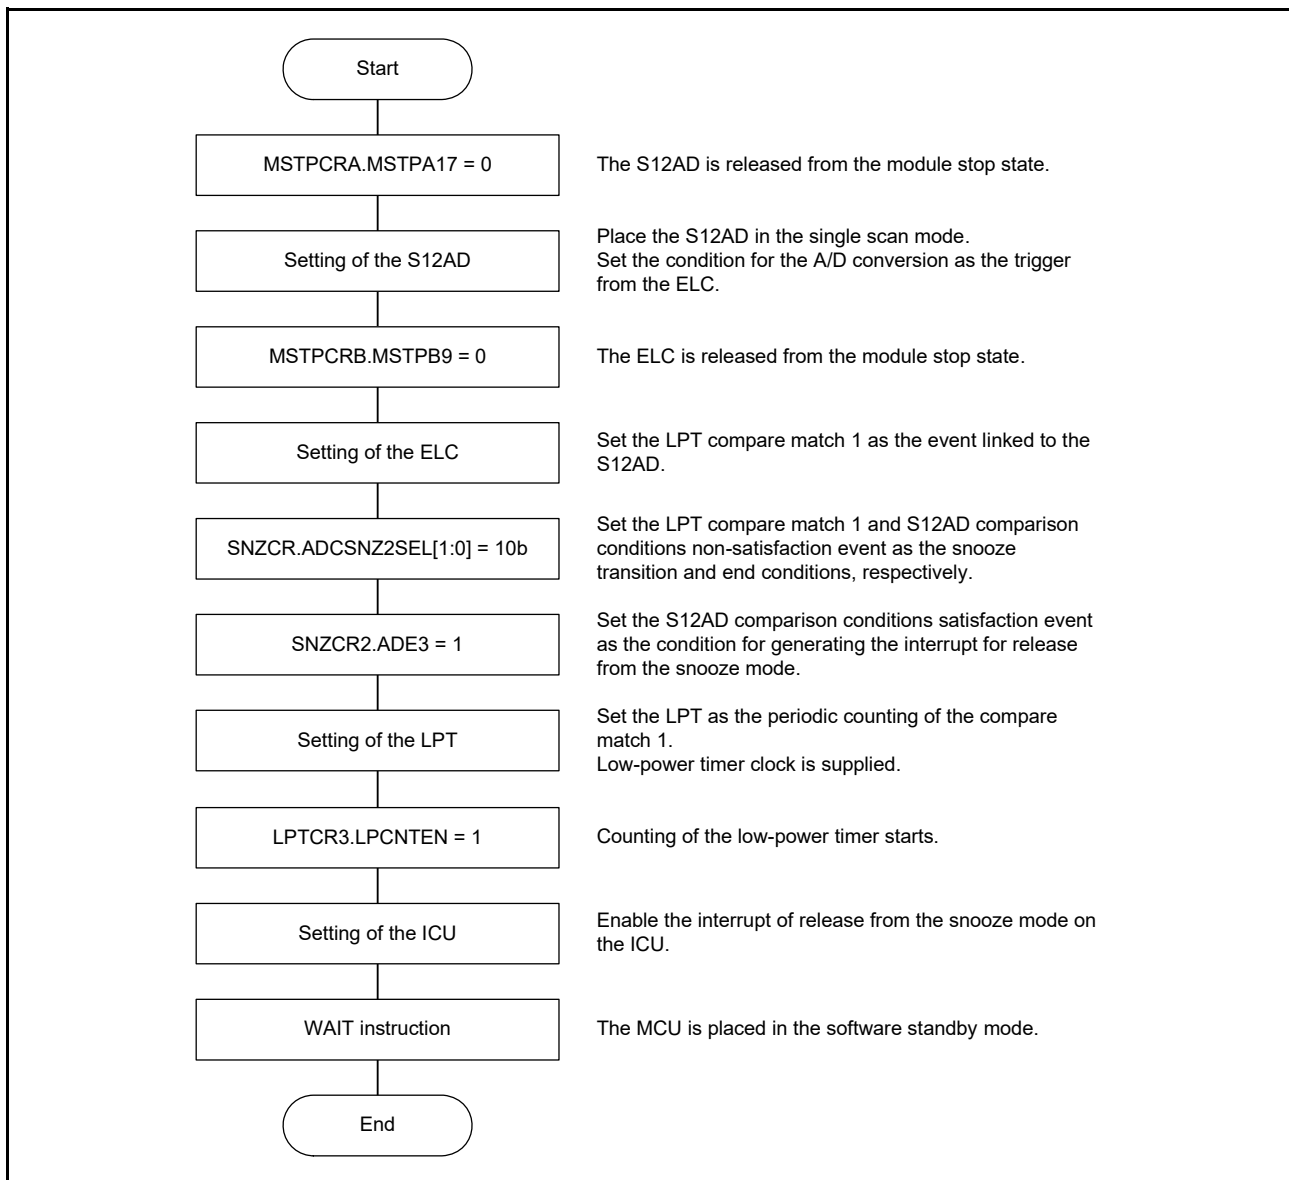 Start
MSTPCRA.MSTPA17 = 0
The S12AD is released from the module stop state.
Setting of the S12AD
Place the S12AD in the single scan mode.
Set the condition for the A/D conversion as the trigger
from the ELC.
MSTPCRB.MSTPB9 = 0
The ELC is released from the module stop state.
Setting of the ELC
Set the LPT compare match 1 as the event linked to the
S12AD.
SNZCR.ADCSNZ2SEL[1:0] = 10b
Set the LPT compare match 1 and S12AD comparison
conditions non-satisfaction event as the snooze
transition and end conditions, respectively.
SNZCR2.ADE3 = 1
Set the S12AD comparison conditions satisfaction event
as the condition for generating the interrupt for release
from the snooze mode.
Setting of the LPT
Set the LPT as the periodic counting of the compare
match 1.
Low-power timer clock is supplied.
LPTCR3.LPCNTEN = 1
Counting of the low-power timer starts.
Setting of the ICU
Enable the interrupt of release from the snooze mode on
the ICU.
WAIT instruction
The MCU is placed in the software standby mode.
End